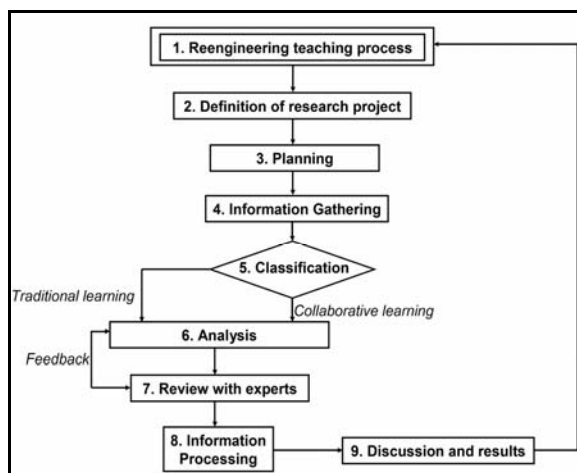 1. Reengineering teaching process
2. Definition of research project
3. Planning
4. Information Gathering
5. Classification
Traditional learning
Collaborative learning
6. Analysis
Feedback
7. Review with experts
8. Information
Processing
9. Discussion and results